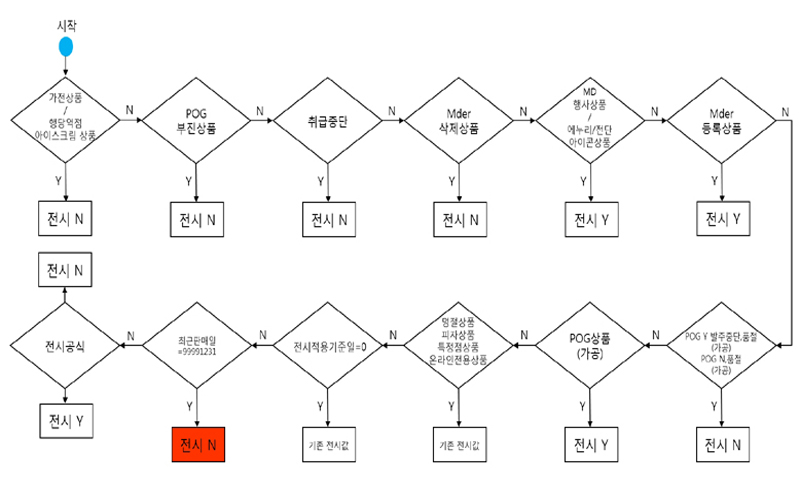 시작
가전상품
/
행당역점
아이스크림 상품
N
POG
부진상품
N
취급중단
N
Mder
삭제상품
N
MD
행사상품
/
에누리/전단
아이콘상품
N
Mder
등록상품
N
Y
Y
Y
Y
Y
Y
전시 N
전시 N
전시 N
전시 N
전시 Y
전시 Y
전시 N
전시공식
N
최근판매일
=99991231
N
전시적용기준일=0
N
명절상품
피자상품
특정점상품
온라인전용상품
N
POG상품
(가공)
N
POG Y 발주중단,품절
(가공)
POG N,품절
(가공)
Y
Y
Y
Y
Y
전시 Y
전시 N
기존 전시값
기존 전시값
전시 Y
전시 N